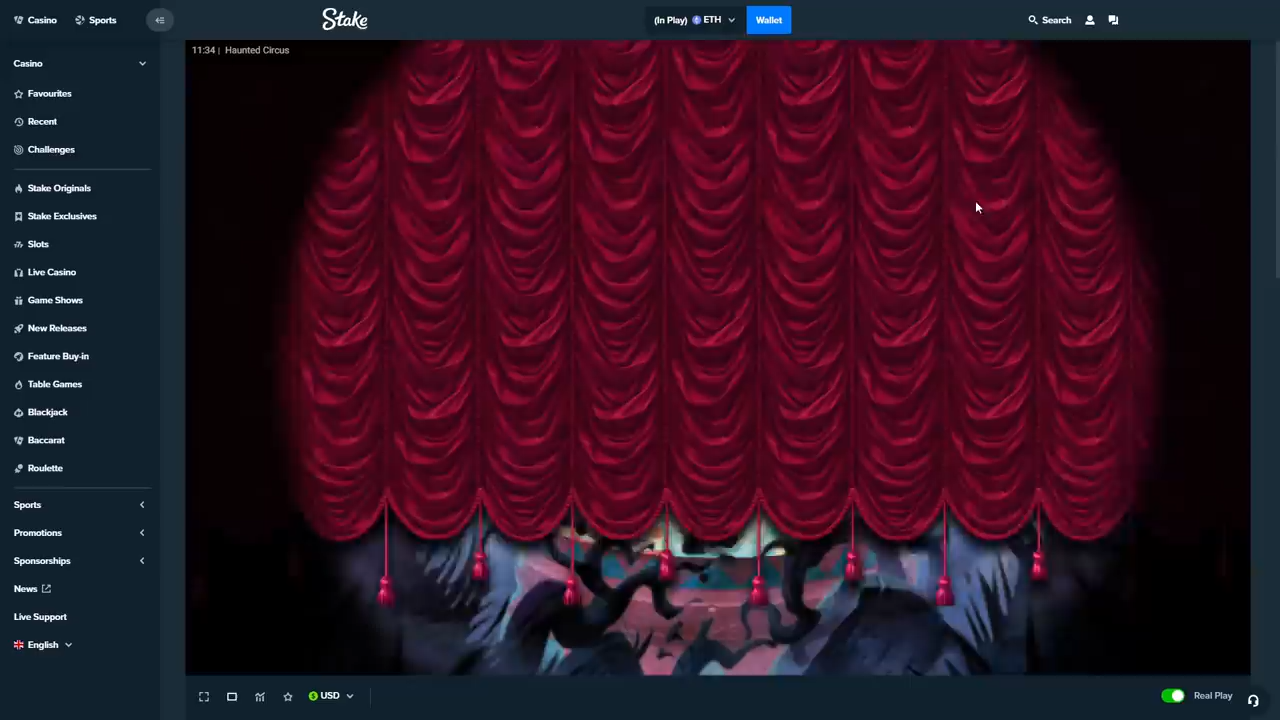 Casino
Sports
Stake
(In Play) ETH
Wallet
Search
11:34 | Haunted Circus
Casino
Favourites
Recent
Challenges
Stake Originals
Stake Exclusives
Slots
Live Casino
Game Shows
New Releases
Feature Buy-in
Table Games
Blackjack
Baccarat
Roulette
Sports
Promotions
Sponsorships
News
Live Support
English
USD
Real Play